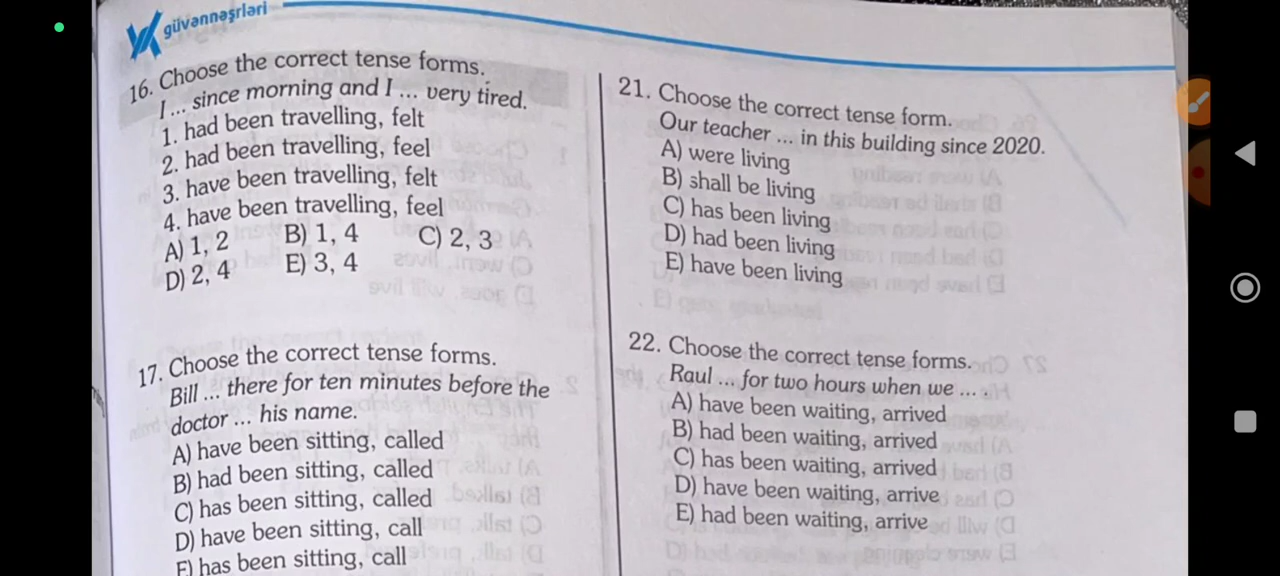 güvənnəşrləri
16. Choose the correct tense forms.
I ... since morning and I ... very tired.
1. had been travelling, felt
2. had been travelling, feel
3. have been travelling, felt
4. have been travelling, feel
A) 1, 2 B) 1, 4 C) 2, 3
D) 2, 4 E) 3, 4
17. Choose the correct tense forms.
Bill ... there for ten minutes before the
doctor ... his name.
A) have been sitting, called
B) had been sitting, called
C) has been sitting, called
D) have been sitting, call
E) has been sitting, call
21. Choose the correct tense form.
Our teacher ... in this building since 2020.
A) were living
B) shall be living
C) has been living
D) had been living
E) have been living
22. Choose the correct tense forms.
Raul ... for two hours when we ... .
A) have been waiting, arrived
B) had been waiting, arrived
C) has been waiting, arrived
D) have been waiting, arrive
E) had been waiting, arrive